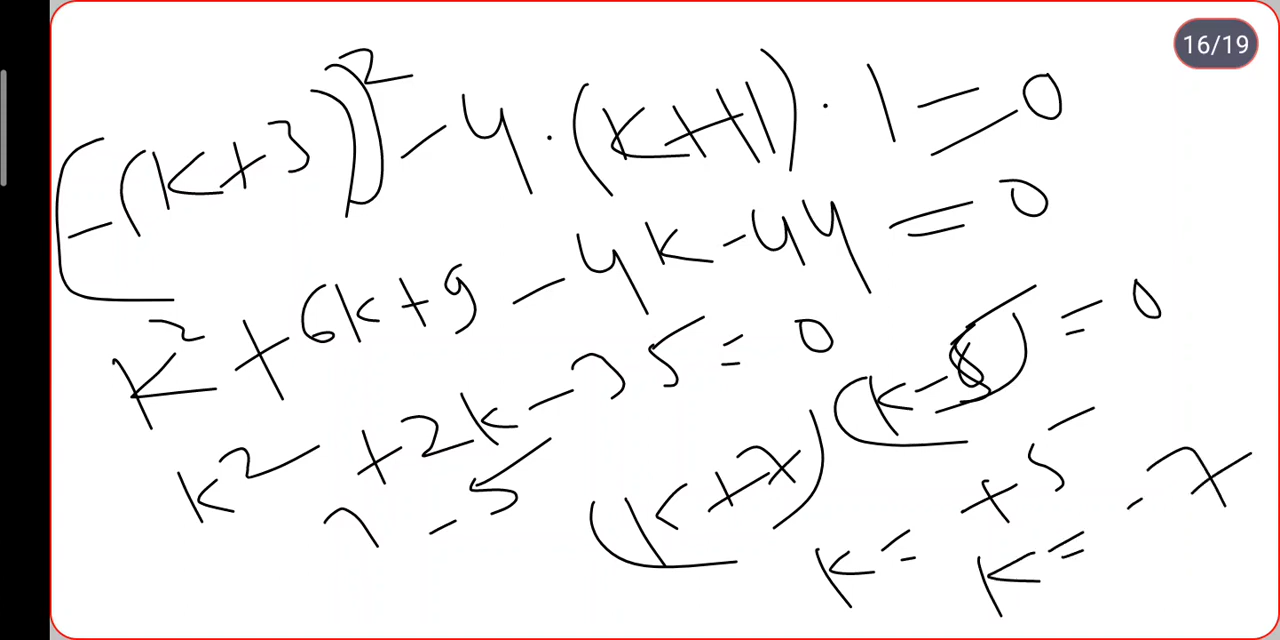 16/19
(-(k+3))² - 4·(k+11)·1 = 0
k² + 6k + 9 - 4k - 44 = 0
k² + 2k - 35 = 0
7 - 5
(k+7) (k-5) = 0
k = +5
k = -7